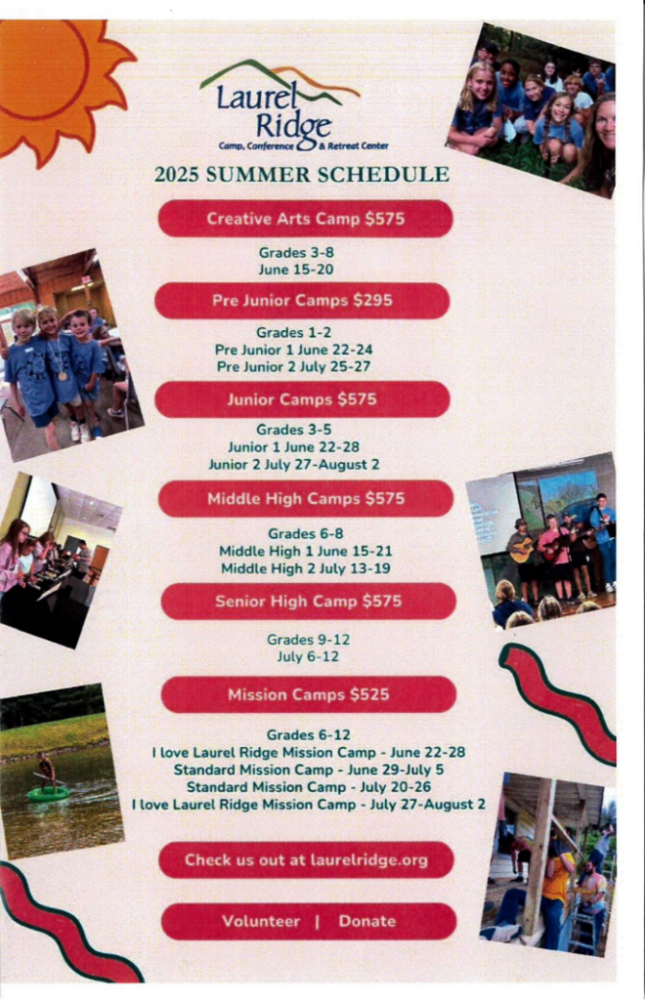 Laurel
Ridge
Camp, Conference & Retreat Center
2025 SUMMER SCHEDULE
Creative Arts Camp $575
Grades 3-8
June 15-20
Pre Junior Camps $295
Grades 1-2
Pre Junior 1 June 22-24
Pre Junior 2 July 25-27
Junior Camps $575
Grades 3-5
Junior 1 June 22-28
Junior 2 July 27-August 2
Middle High Camps $575
Grades 6-8
Middle High 1 June 15-21
Middle High 2 July 13-19
Senior High Camp $575
Grades 9-12
July 6-12
Mission Camps $525
Grades 6-12
I love Laurel Ridge Mission Camp - June 22-28
Standard Mission Camp - June 29-July 5
Standard Mission Camp - July 20-26
I love Laurel Ridge Mission Camp - July 27-August 2
Check us out at laurelridge.org
Volunteer | Donate